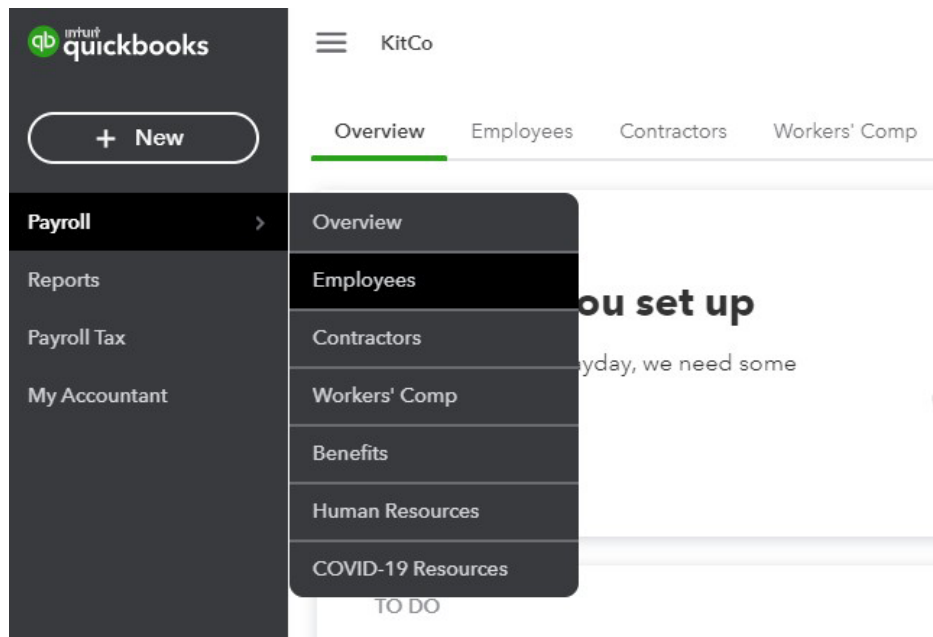 qb intuit quickbooks
KitCo
+ New
Overview Employees Contractors Workers' Comp
Payroll >
Reports
Payroll Tax
My Accountant
Overview
Employees
Contractors
Workers' Comp
Benefits
Human Resources
COVID-19 Resources
ou set up
yday, we need some
TO DO